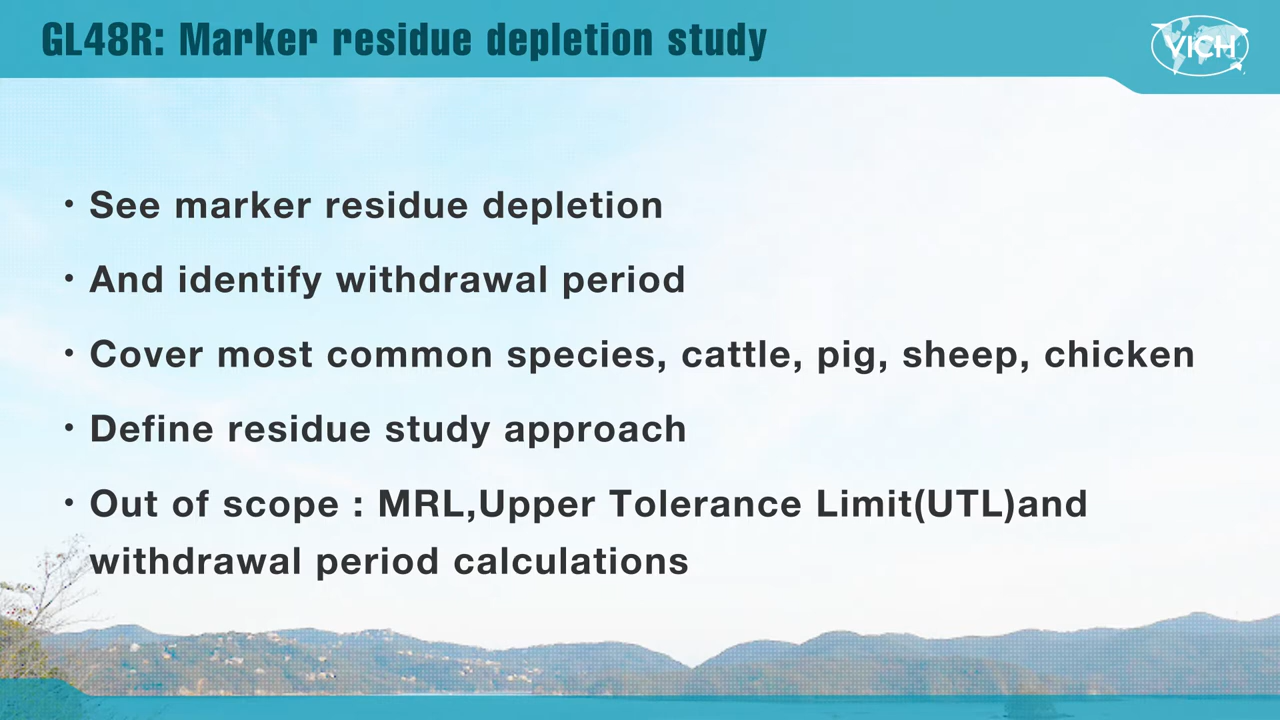 GL48R: Marker residue depletion study
VICH
・See marker residue depletion
・And identify withdrawal period
・Cover most common species, cattle, pig, sheep, chicken
・Define residue study approach
・Out of scope : MRL,Upper Tolerance Limit(UTL)and
withdrawal period calculations